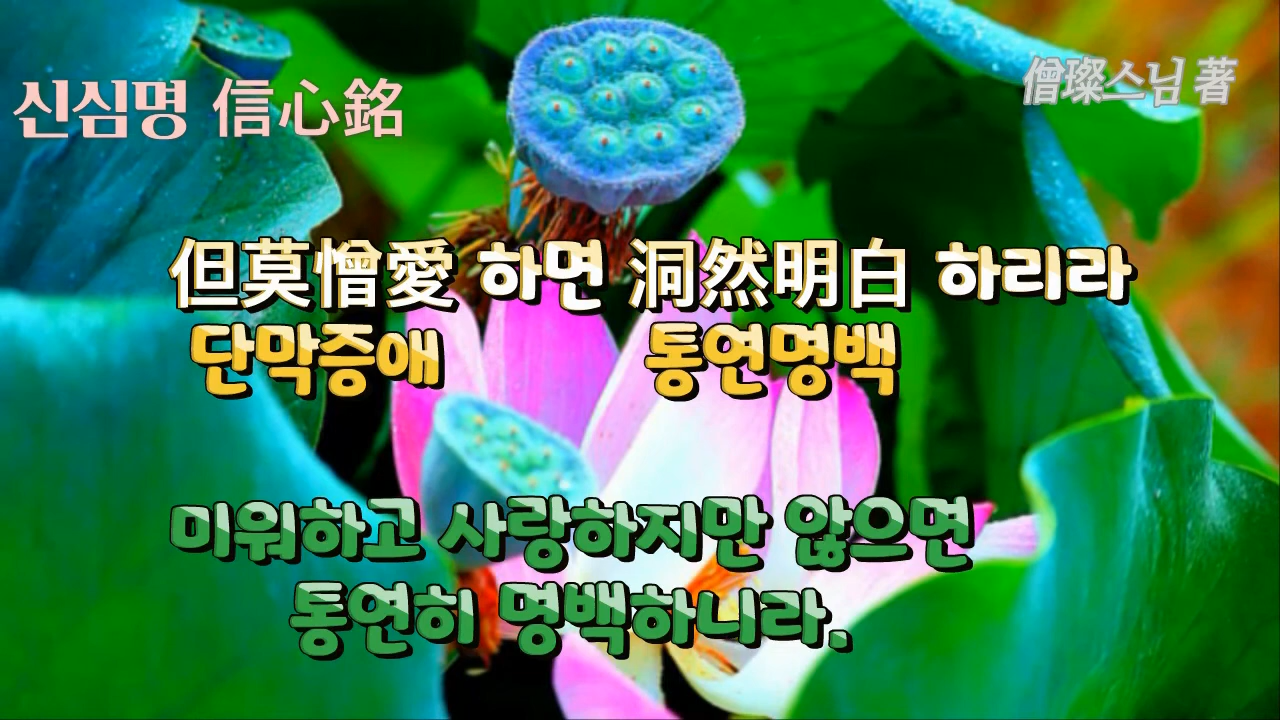 신심명 信心銘
僧璨스님 著
但莫憎愛 하면 洞然明白 하리라
단막증애 통연명백
미워하고 사랑하지만 않으면
통연히 명백하니라.